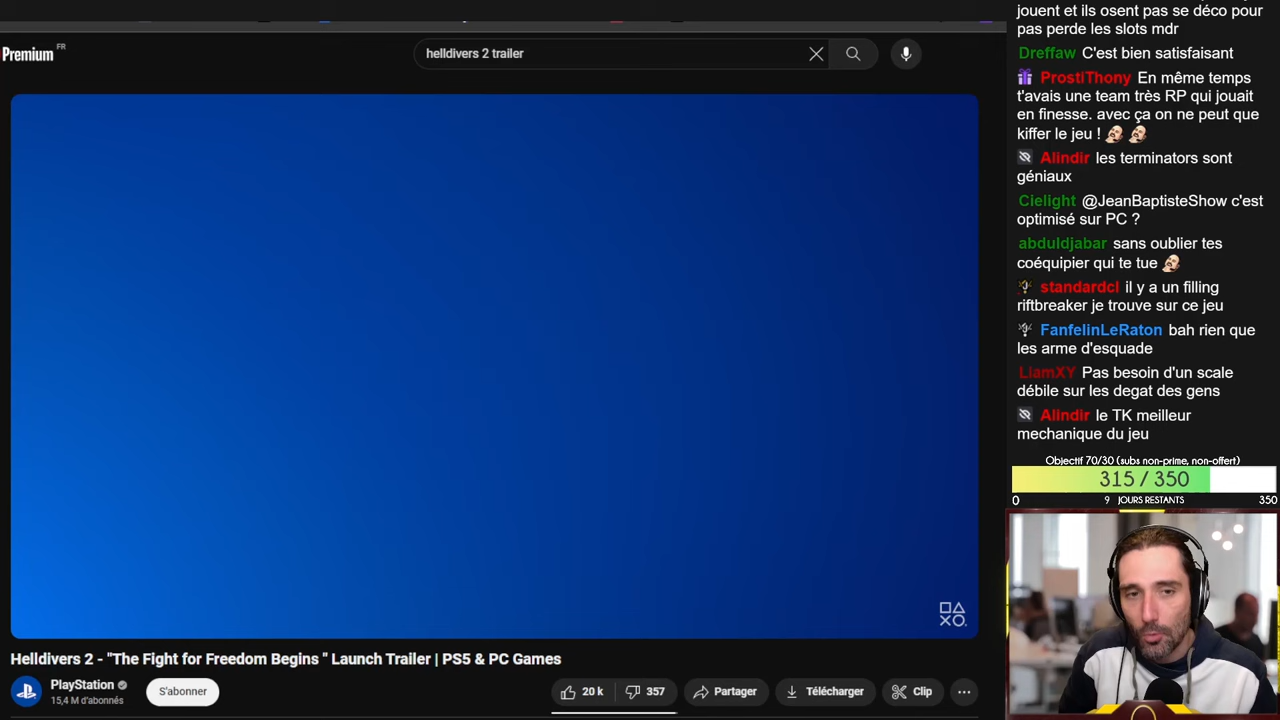 Premium FR
helldivers 2 trailer
Helldivers 2 - "The Fight for Freedom Begins " Launch Trailer | PS5 & PC Games
PlayStation
15,4 M d'abonnés
S'abonner
20 k
357
Partager
Télécharger
Clip
jouent et ils osent pas se déco pour
pas perde les slots mdr
Dreffaw C'est bien satisfaisant
ProstIThony En même temps
t'avais une team très RP qui jouait
en finesse. avec ça on ne peut que
kiffer le jeu !
Alindir les terminators sont
géniaux
Cielight @JeanBaptisteShow c'est
optimisé sur PC ?
abduldjabar sans oublier tes
coéquipier qui te tue
standardcl il y a un filling
riftbreaker je trouve sur ce jeu
FanfelinLeRaton bah rien que
les arme d'esquade
LiamXY Pas besoin d'un scale
débile sur les degat des gens
Alindir le TK meilleur
mechanique du jeu
Objectif 70/30 (subs non-prime, non-offert)
315 / 350
0 9 JOURS RESTANTS 350